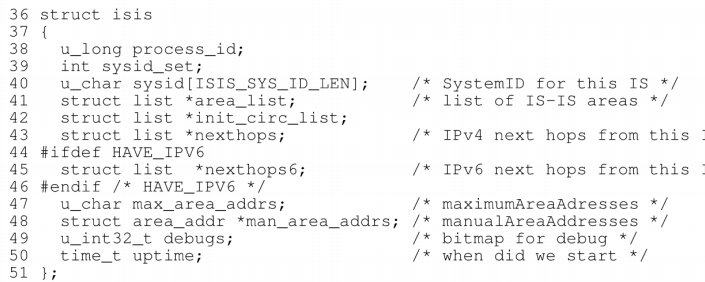 36 struct isis
37 {
38   u_long process_id;
39   int sysid_set;
40   u_char sysid[ISIS_SYS_ID_LEN];    /* SystemID for this IS */
41   struct list *area_list;           /* list of IS-IS areas */
42   struct list *init_circ_list;
43   struct list *nexthops;            /* IPv4 next hops from this
44 #ifdef HAVE_IPV6
45   struct list  *nexthops6;          /* IPv6 next hops from this
46 #endif /* HAVE_IPV6 */
47   u_char max_area_addrs;            /* maximumAreaAdresses */
48   struct area_addr *man_area_addrs; /* manualAreaAddresses */
49   u_int32_t debugs;                 /* bitmap for debug */
50   time_t uptime;                    /* when did we start */
51 };